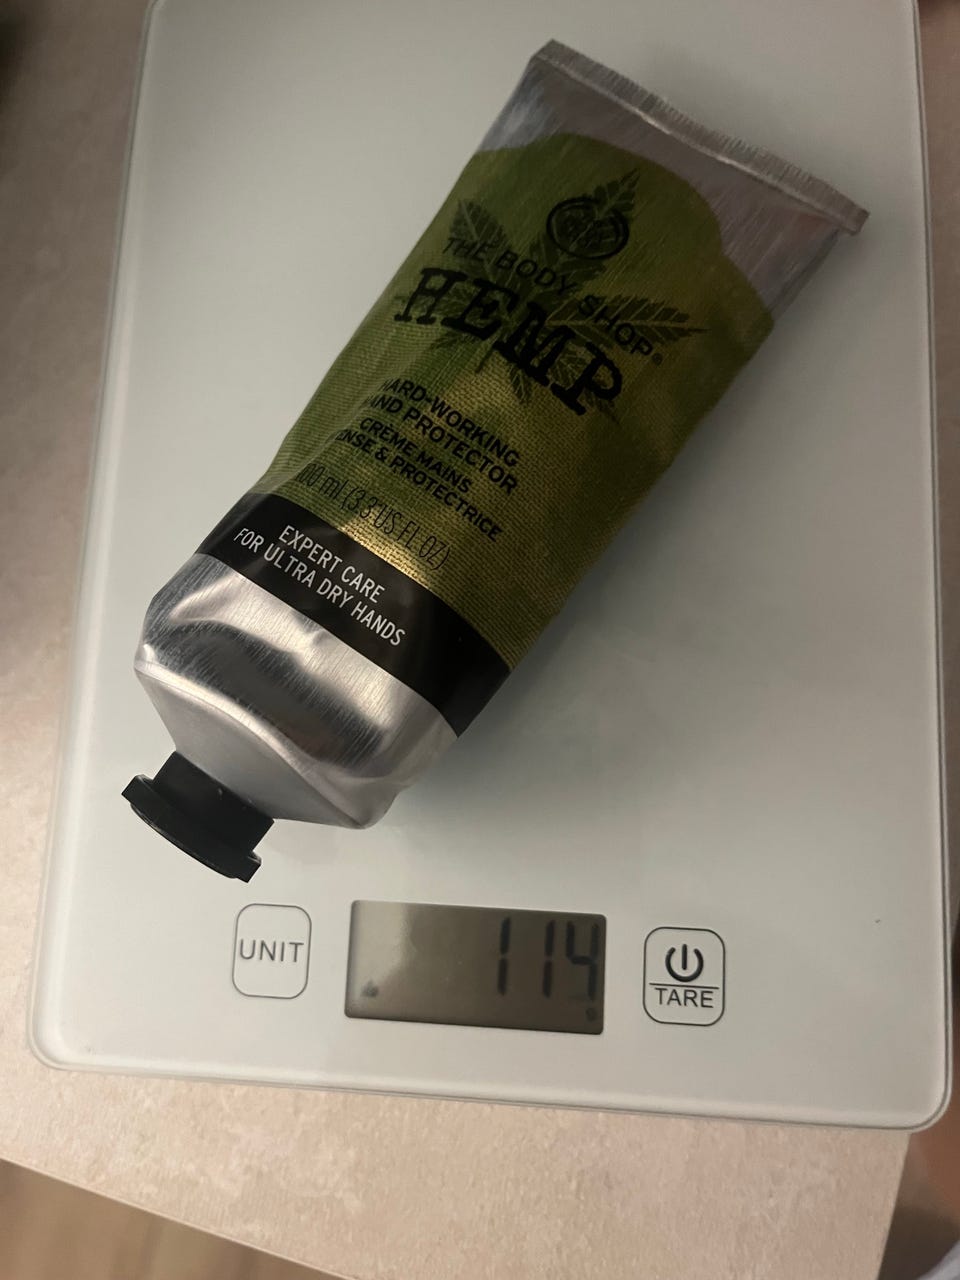 THE BODY SHOP®
HEMP
HARD-WORKING
HAND PROTECTOR
CRÈME MAINS
& PROTECTRICE
100 ml (3.3 US FL OZ)
EXPERT CARE
FOR ULTRA DRY HANDS
UNIT
114
TARE